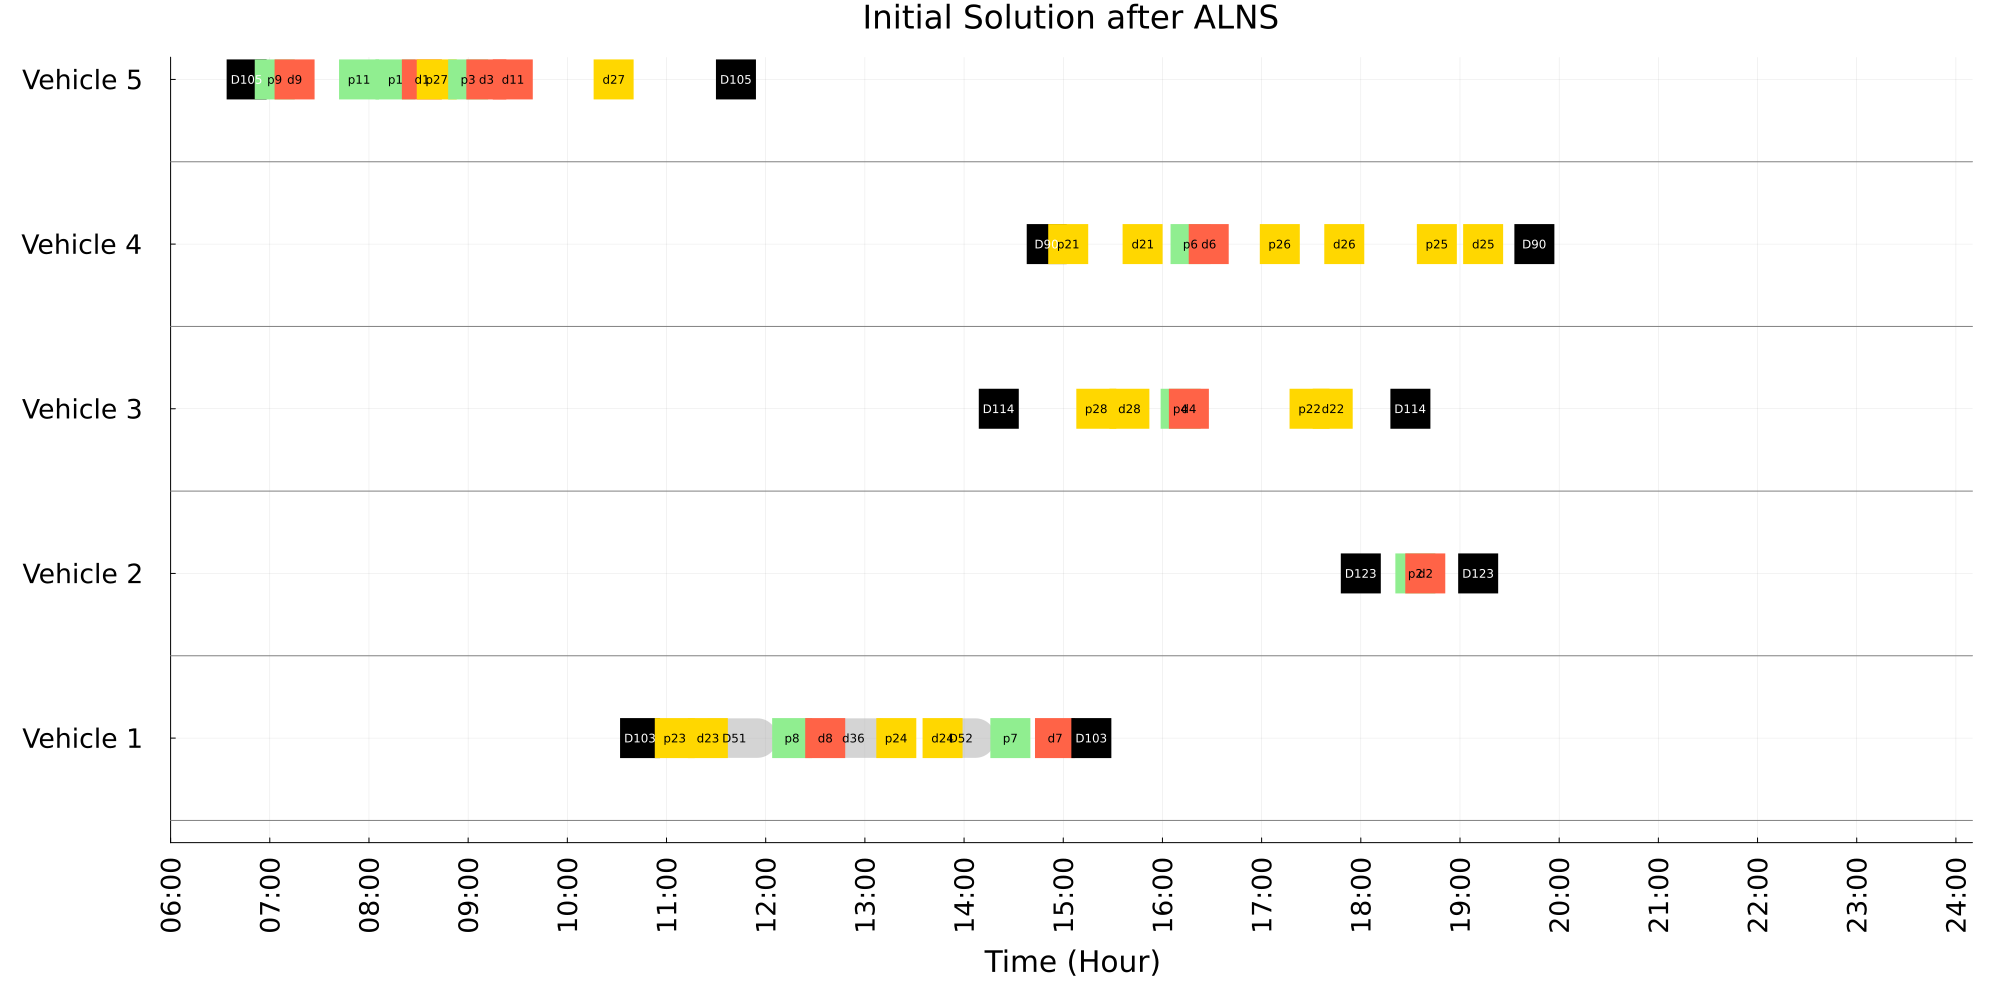 Initial Solution after ALNS
Vehicle 5 D105 p9 d9 p11 p1 d1 p27 p3 d3 d11 d27 D105
Vehicle 4 D90 p21 d21 p6 d6 p26 d26 p25 d25 D90
Vehicle 3 D114 p28 d28 p4 d4 p22 d22 D114
Vehicle 2 D123 p2 d2 D123
Vehicle 1 D103 p23 d23 D51 p8 d8 d36 p24 d24 D52 p7 d7 D103
06:00 07:00 08:00 09:00 10:00 11:00 12:00 13:00 14:00 15:00 16:00 17:00 18:00 19:00 20:00 21:00 22:00 23:00 24:00
Time (Hour)